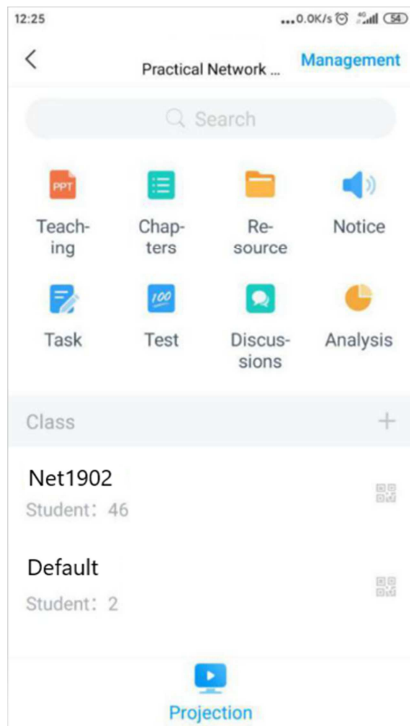 12:25 ...0.0K/s 4G 54
Practical Network ... Management
Search
PPT
Teach- Chap- Re- Notice
ing ters source
100
Task Test Discus- Analysis
sions
Class +
Net1902
Student: 46
Default
Student: 2
Projection